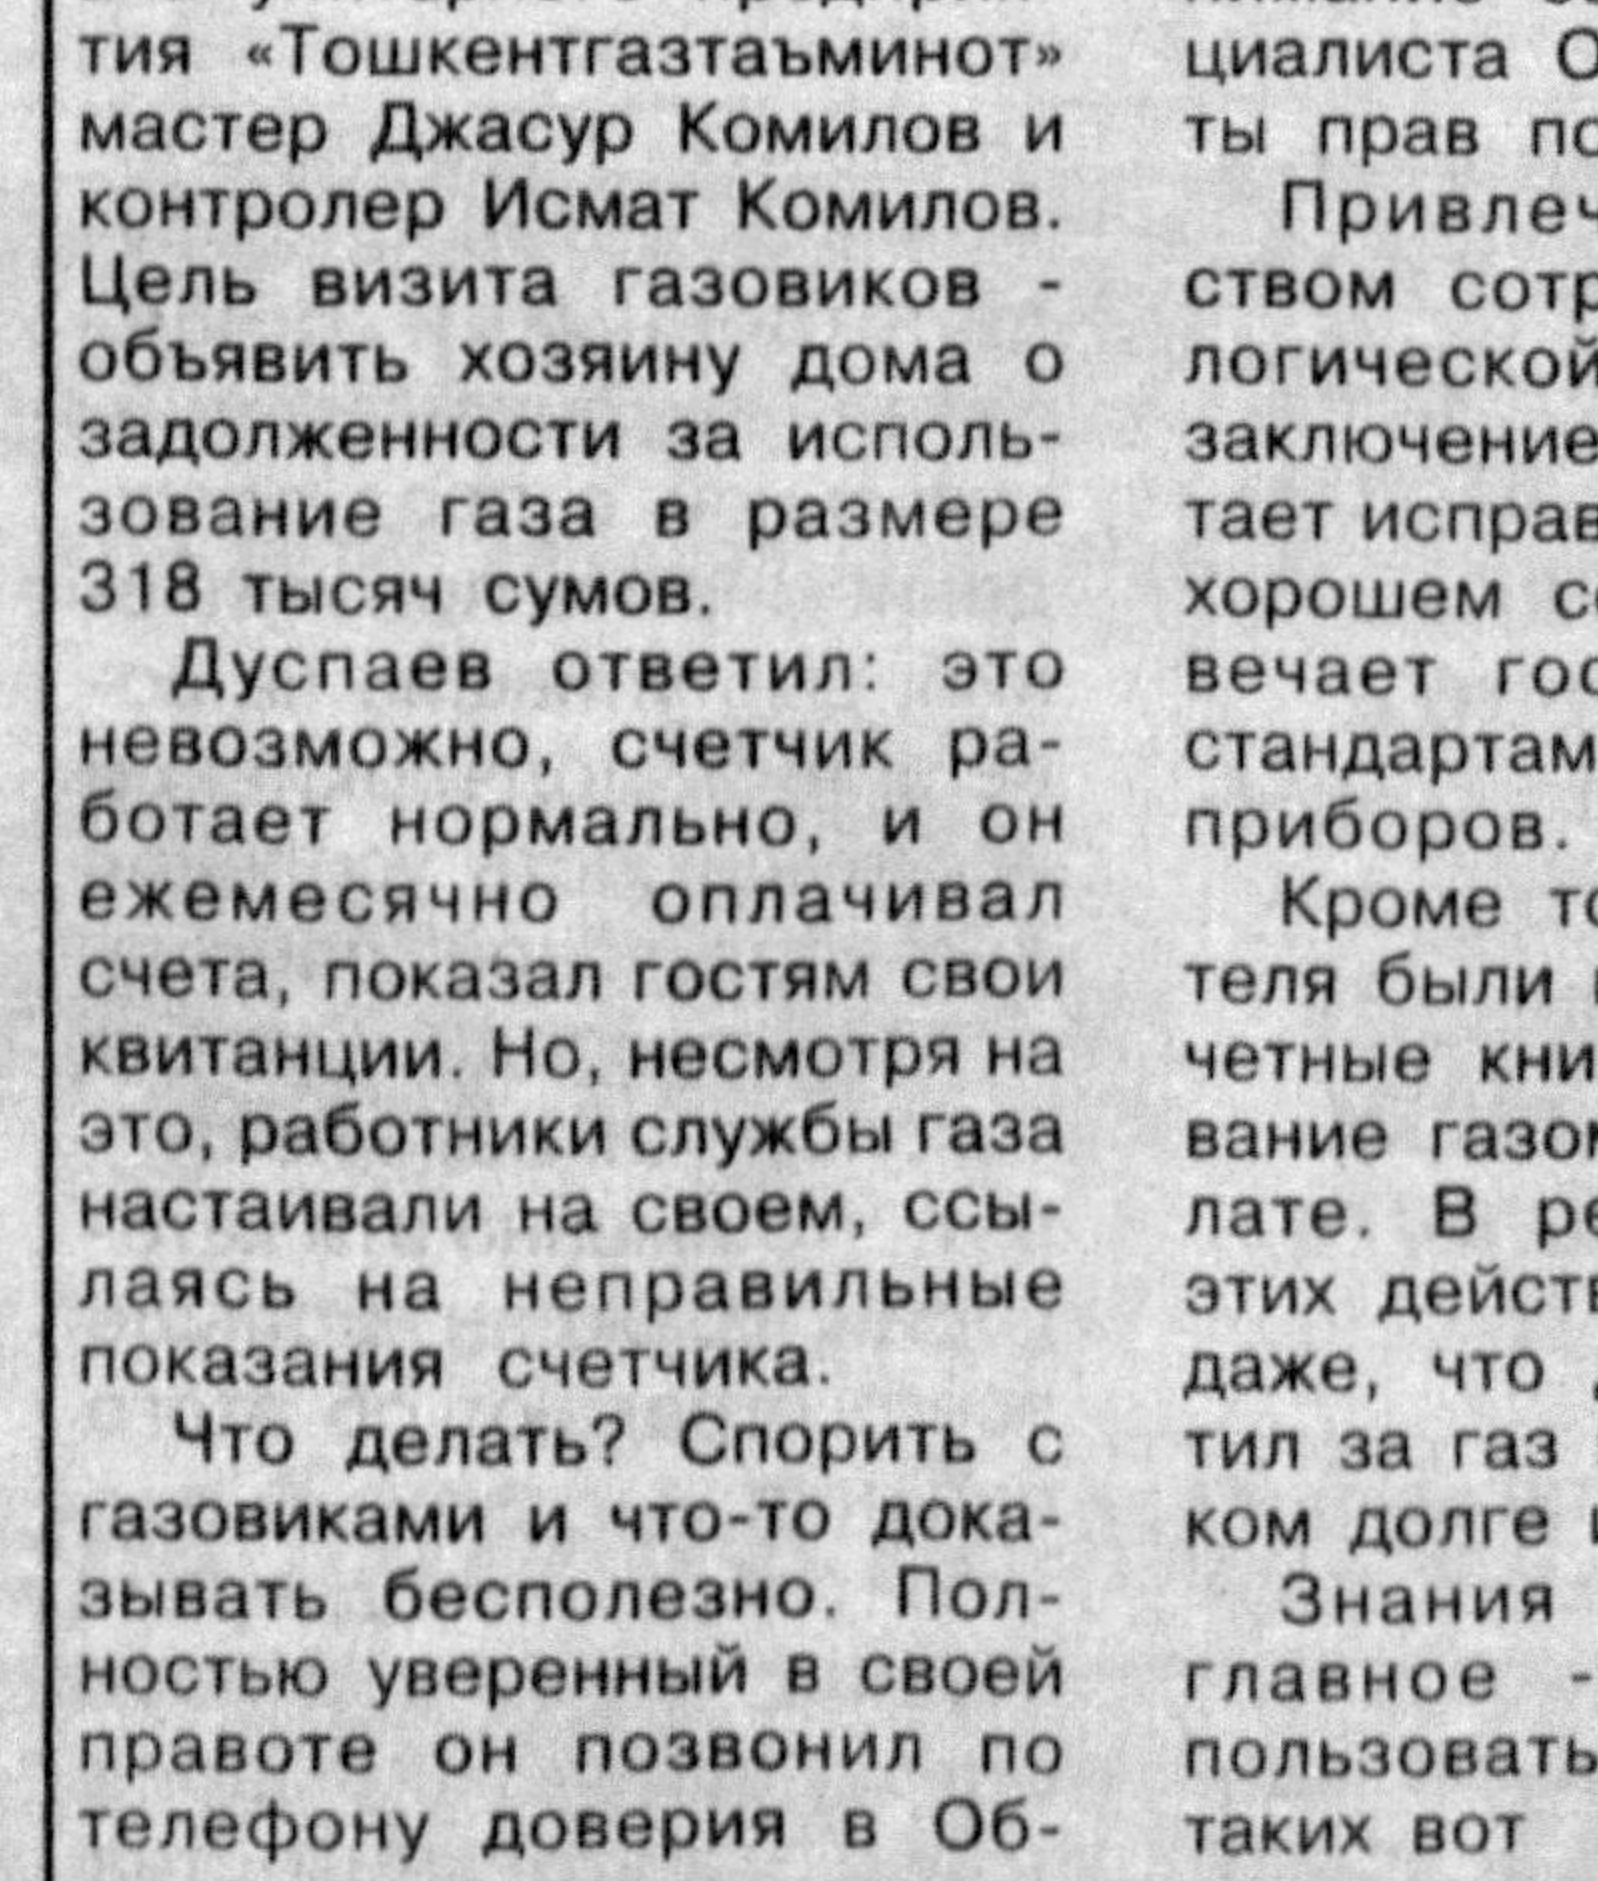 тия «Тошкентгазтаъминот»
мастер Джасур Комилов и
контролер Исмат Комилов.
Цель визита газовиков -
объявить хозяину дома о
задолженности за исполь-
зование газа в размере
318 тысяч сумов.
Дуспаев ответил: это
невозможно, счетчик ра-
ботает нормально, и он
ежемесячно оплачивал
счета, показал гостям свои
квитанции. Но, несмотря на
это, работники службы газа
настаивали на своем, ссы-
лаясь на неправильные
показания счетчика.
Что делать? Спорить с
газовиками и что-то дока-
зывать бесполезно. Пол-
ностью уверенный в своей
правоте он позвонил по
телефону доверия в Об-
циалиста
ты прав
Привлеч
ством сотр
логической
заключение
тает исправ
хорошем
вечает гос
стандартам
приборов.
Кроме
теля были
четные кни
вание
лате. В
этих действ
даже, что
тил за газ
ком долге
Знания
главное -
пользовать
таких вот